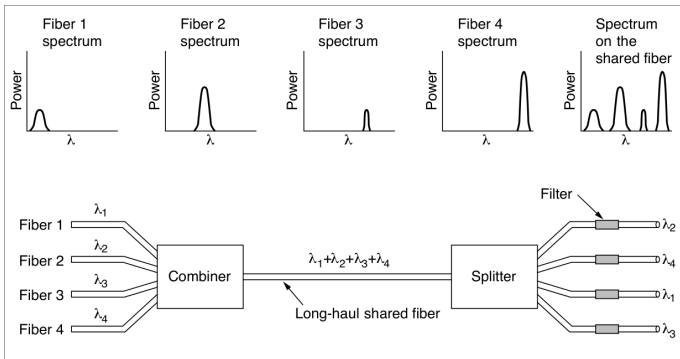 Fiber 1
spectrum
Fiber 2
spectrum
Fiber 3
spectrum
Fiber 4
spectrum
Spectrum
on the
shared fiber
Power
λ
Power
λ
Power
λ
Power
λ
Power
λ
Filter
Fiber 1
λ1
Fiber 2
λ2
Fiber 3
λ3
Fiber 4
λ4
Combiner
λ1+λ2+λ3+λ4
Long-haul shared fiber
Splitter
λ2
λ4
λ1
λ3